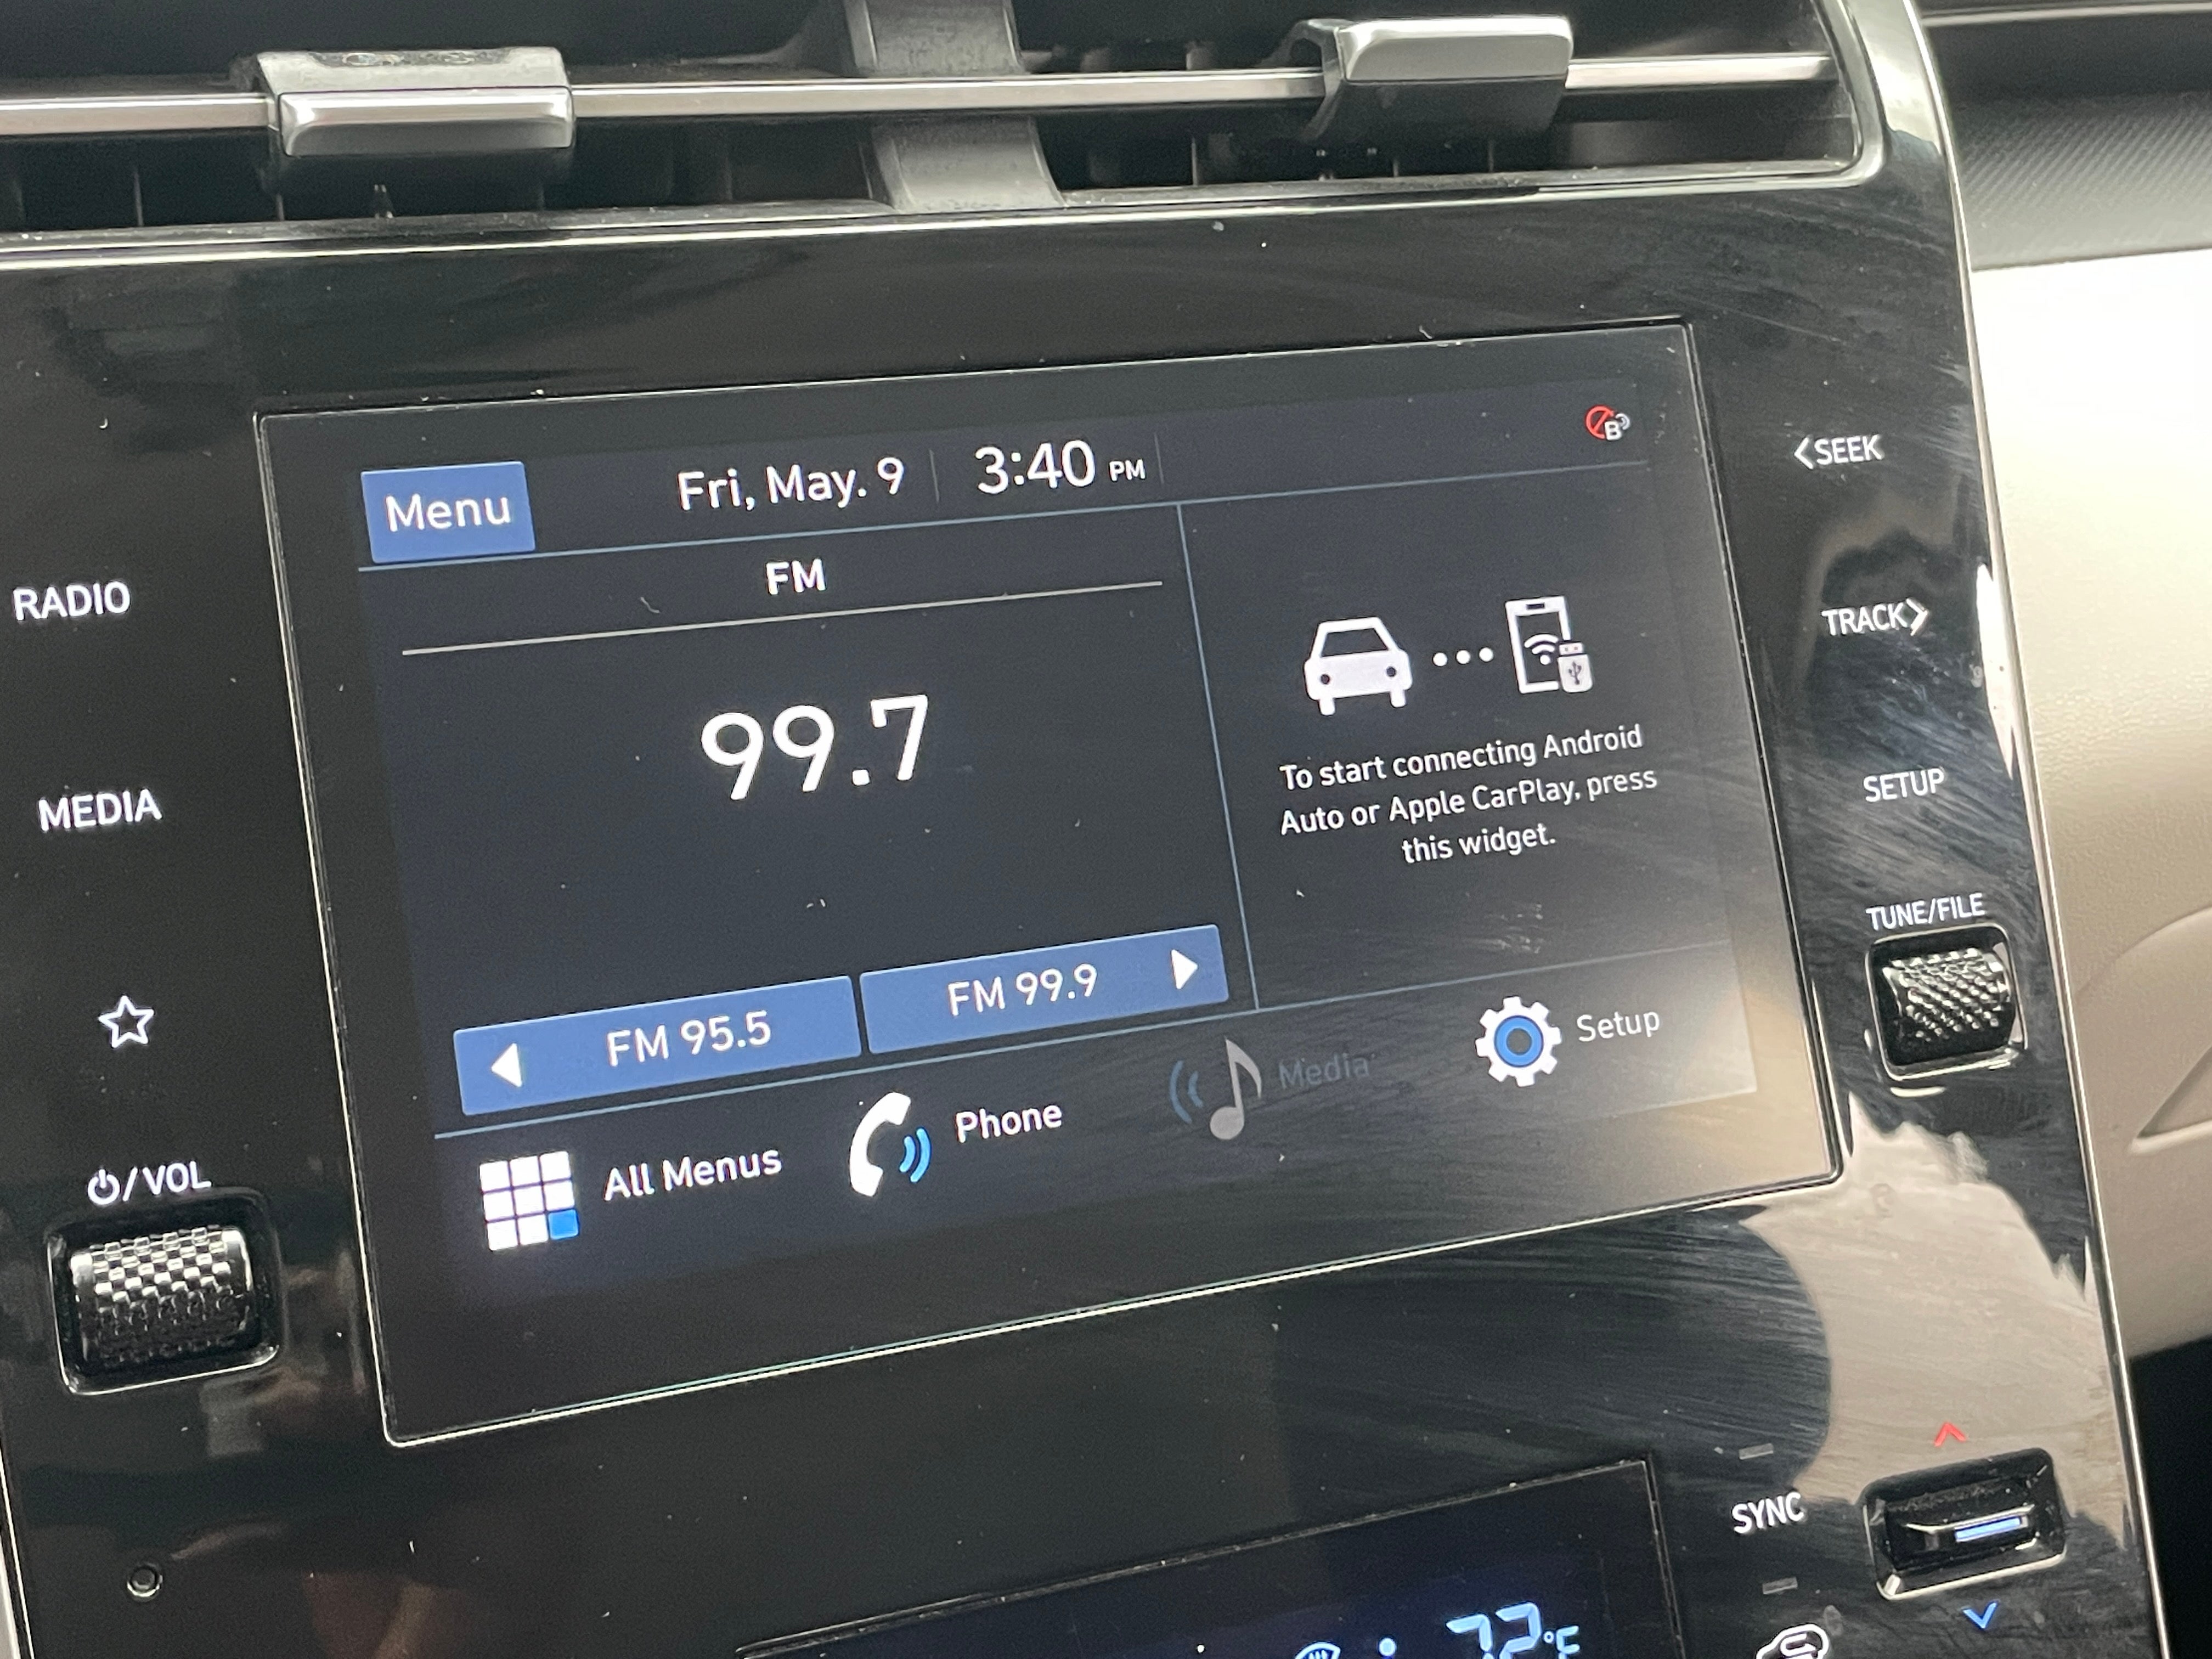 Menu
Fri, May. 9
3:40 PM
B
<SEEK
RADIO
FM
TRACK>
99.7
To start connecting Android
Auto or Apple CarPlay, press
this widget.
MEDIA
SETUP
TUNE/FILE
FM 95.5
FM 99.9
All Menus
Phone
Media
Setup
/VOL
SYNC
72°F